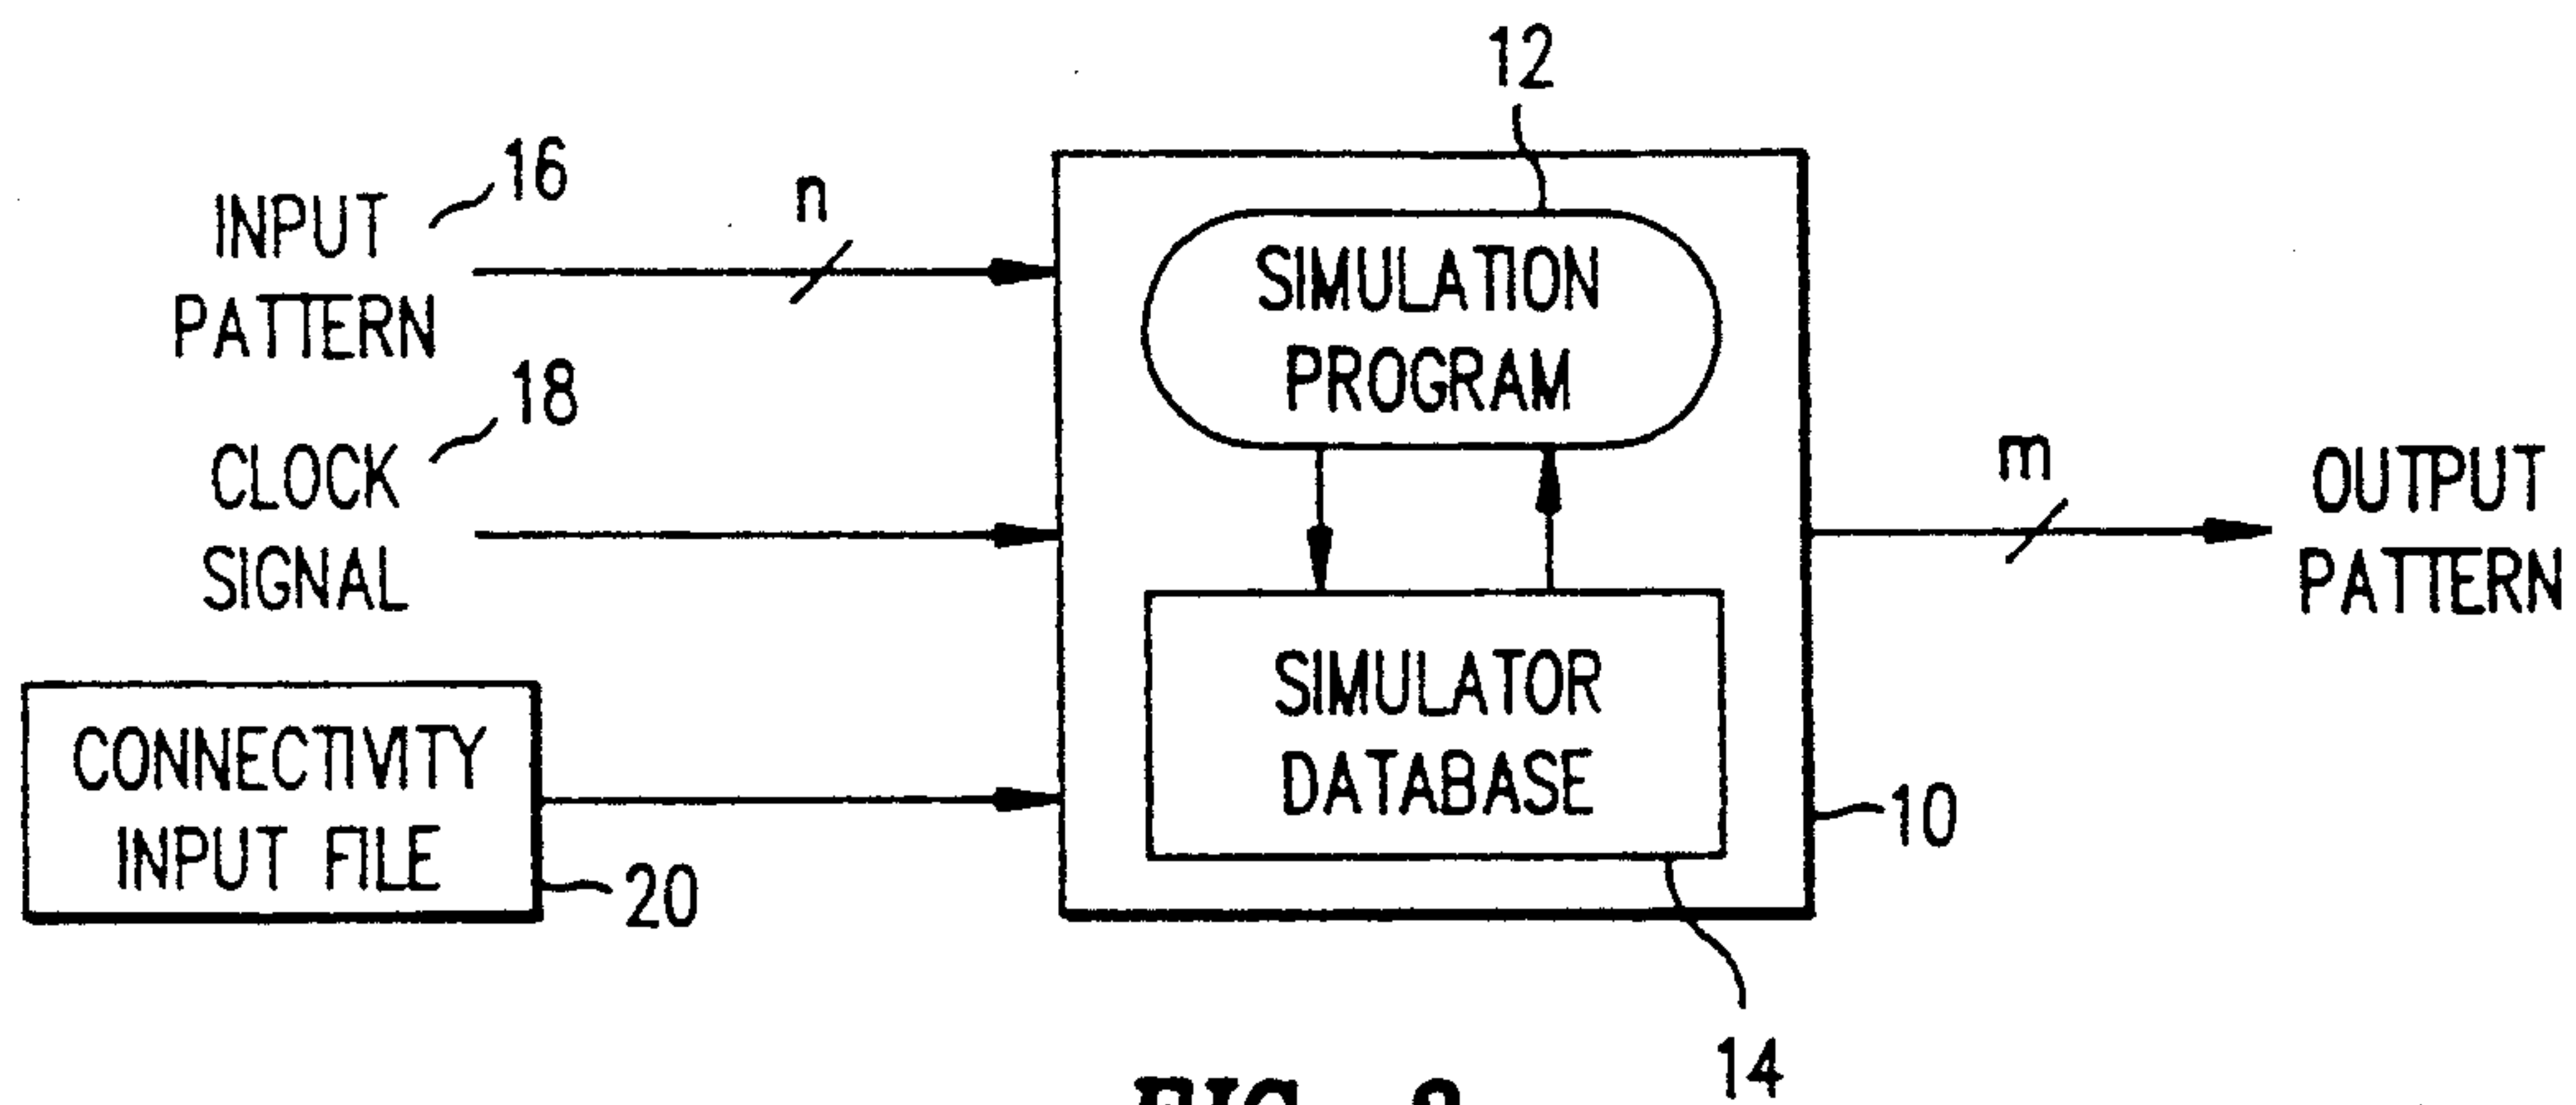 12
INPUT
PATTERN
16
n
SIMULATION
PROGRAM
CLOCK
SIGNAL
18
m
OUTPUT
PATTERN
CONNECTIVITY
INPUT FILE
20
SIMULATOR
DATABASE
10
14